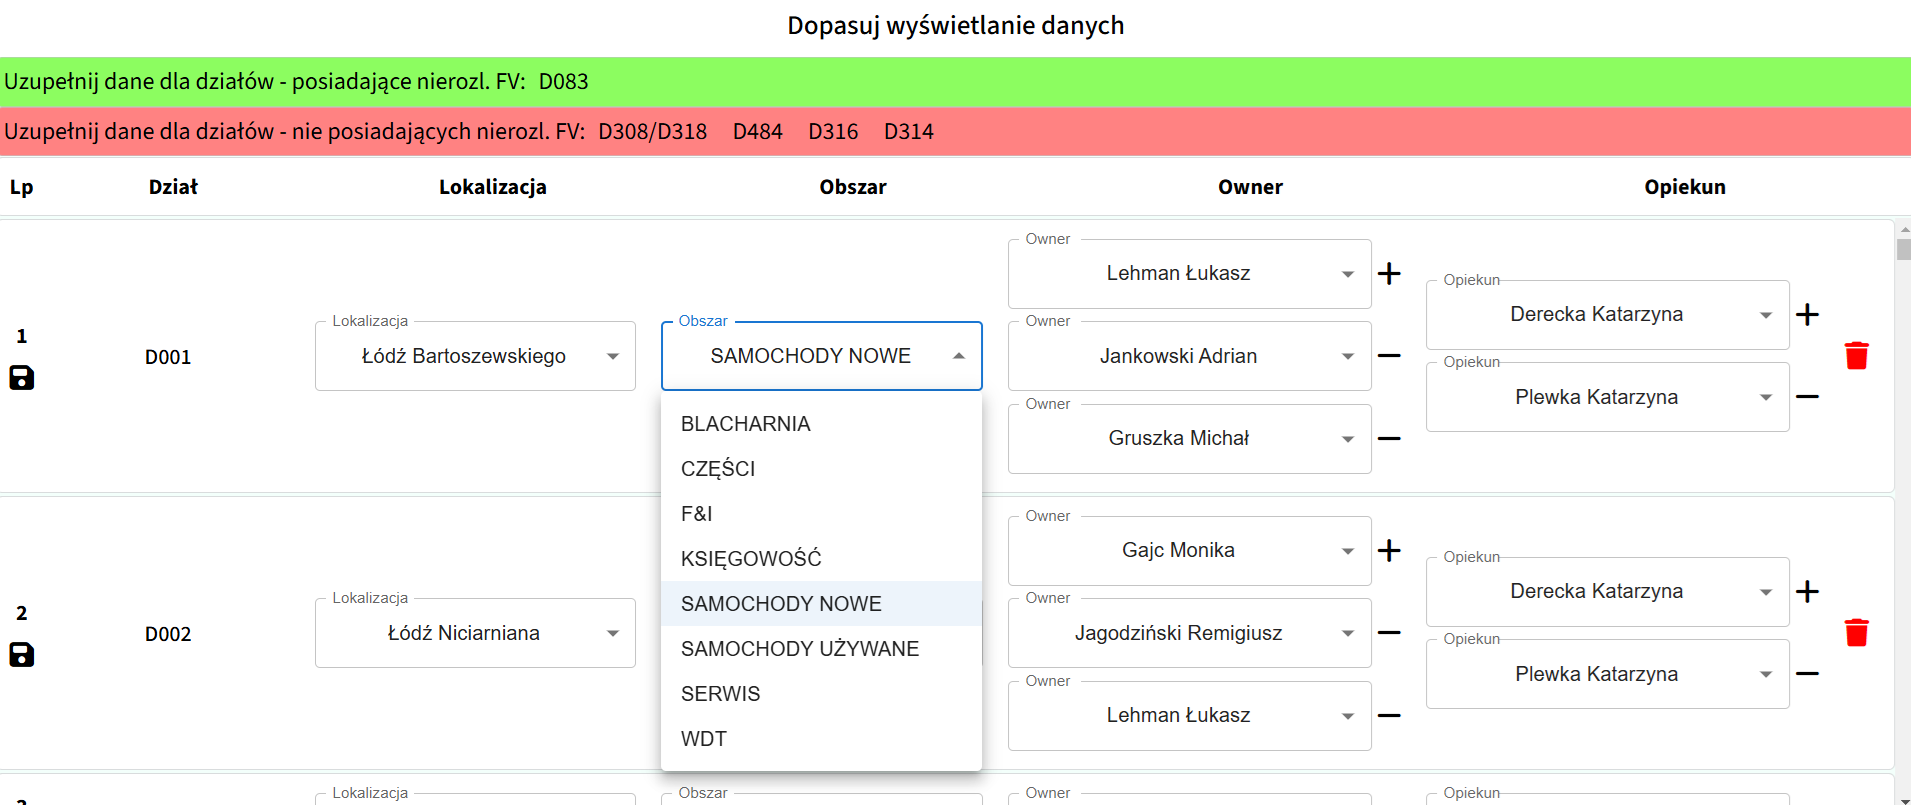 Dopasuj wyświetlanie danych
Uzupełnij dane dla działów - posiadające nierozl. FV: D083
Uzupełnij dane dla działów - nie posiadających nierozl. FV: D308/D318 D484 D316 D314
Lp Dział Lokalizacja Obszar Owner Opiekun
1
D001
Lokalizacja
Łódź Bartoszewskiego
Obszar
SAMOCHODY NOWE
BLACHARNIA
CZĘŚCI
F&I
KSIĘGOWOŚĆ
SAMOCHODY NOWE
SAMOCHODY UŻYWANE
SERWIS
WDT
Owner
Lehman Łukasz
Owner
Jankowski Adrian
Owner
Gruszka Michał
Opiekun
Derecka Katarzyna
Opiekun
Plewka Katarzyna
2
D002
Lokalizacja
Łódź Niciarniana
Owner
Gajc Monika
Owner
Jagodziński Remigiusz
Owner
Lehman Łukasz
Opiekun
Derecka Katarzyna
Opiekun
Plewka Katarzyna
Lokalizacja
Obszar
Owner
Opiekun